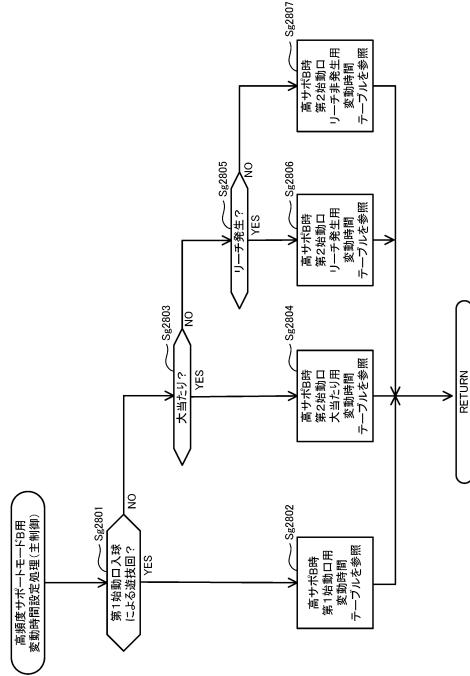 高頻度サポートモードB用
変動時間設定処理(主制御)
Sg2801
第1始動口入球
による遊技回?
NO
YES
Sg2802
高サポB時
第1始動口用
変動時間
テーブルを参照
Sg2803
大当たり?
NO
YES
Sg2804
高サポB時
第2始動口
大当たり用
変動時間
テーブルを参照
Sg2805
リーチ発生?
NO
YES
Sg2806
高サポB時
第2始動口
リーチ発生用
変動時間
テーブルを参照
Sg2807
高サポB時
第2始動口
リーチ非発生用
変動時間
テーブルを参照
RETURN